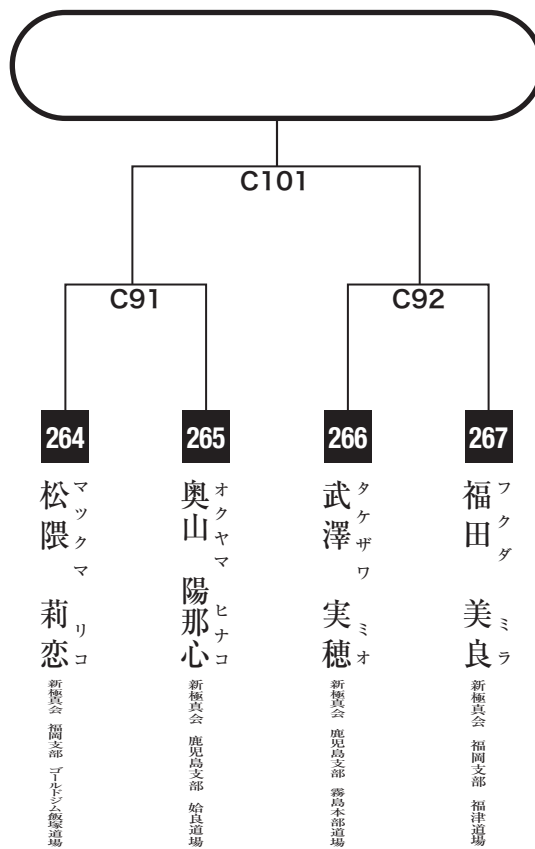 C101
C91
C92
264
265
266
267
松隈 莉恋
マツクマ リコ
新極真会 福岡支部 ゴールドジム飯塚道場
奥山 陽那心
オクヤマ ヒナコ
新極真会 鹿児島支部 姶良道場
武澤 実穂
タケザワ ミオ
新極真会 鹿児島支部 霧島本部道場
福田 美良
フクダ ミラ
新極真会 福岡支部 福津道場